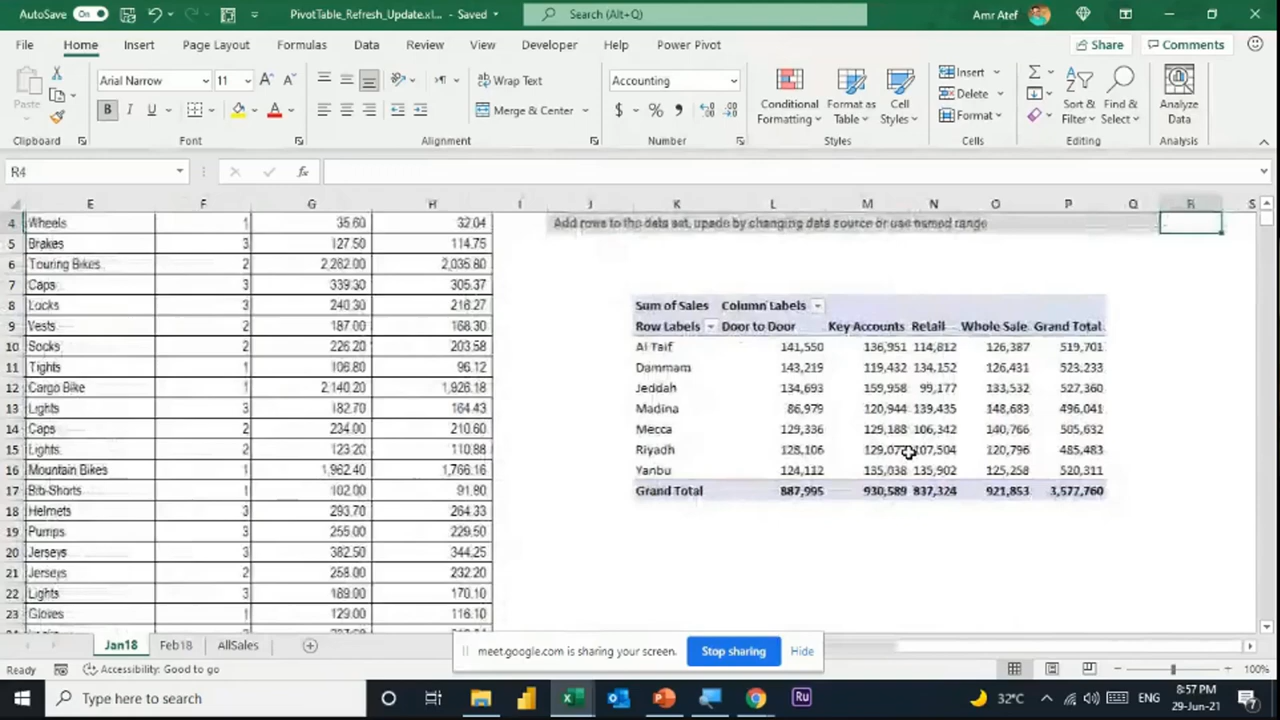 AutoSave On PivotTable_Refresh_Update.xl... - Saved Search (Alt+Q) Amr Atef
File Home Insert Page Layout Formulas Data Review View Developer Help Power Pivot Share Comments
Paste Arial Narrow 11 Wrap Text Accounting Conditional Formatting Format as Table Cell Styles Insert Sort & Filter Find & Select Analyze Data
B I U Merge & Center $ % Delete
Format
Clipboard Font Alignment Number Styles Cells Editing Analysis
R4
E F G H I J K L M N O P Q R S
4 Wheels 1 35.60 32.04 Add rows to the data set, upade by changing data source or use named range
5 Brakes 3 127.50 114.75
6 Touring Bikes 2 2,262.00 2,035.80
7 Caps 3 339.30 305.37
8 Locks 3 240.30 216.27 Sum of Sales Column Labels
9 Vests 2 187.00 168.30 Row Labels Door to Door Key Accounts Retail Whole Sale Grand Total
10 Socks 2 226.20 203.58 Al Taif 141,550 136,951 114,812 126,387 519,701
11 Tights 1 106.80 96.12 Dammam 143,219 119,432 134,152 126,431 523,233
12 Cargo Bike 2 2,140.20 1,926.18 Jeddah 134,693 159,958 99,177 133,532 527,360
13 Lights 3 182.70 164.43 Madina 86,979 120,944 139,435 148,683 496,041
14 Caps 2 234.00 210.60 Mecca 129,336 129,188 106,342 140,766 505,632
15 Lights 2 123.20 110.88 Riyadh 128,106 107,504 120,796 485,483
16 Mountain Bikes 1 1,962.40 1,766.16 Yanbu 124,112 135,038 135,902 125,258 520,311
17 Bib-Shorts 1 102.00 91.80 Grand Total 887,995 930,589 837,324 921,853 3,577,760
18 Helmets 3 293.70 264.33
19 Pumps 3 255.00 229.50
20 Jerseys 3 382.50 344.25
21 Jerseys 2 258.00 232.20
22 Lights 3 189.00 170.10
23 Gloves 1 129.00 116.10
Jan18 Feb18 AllSales
meet.google.com is sharing your screen. Stop sharing Hide
Ready Accessibility: Good to go 100%
Type here to search Ru 32°C ENG 8:57 PM
29-Jun-21 7